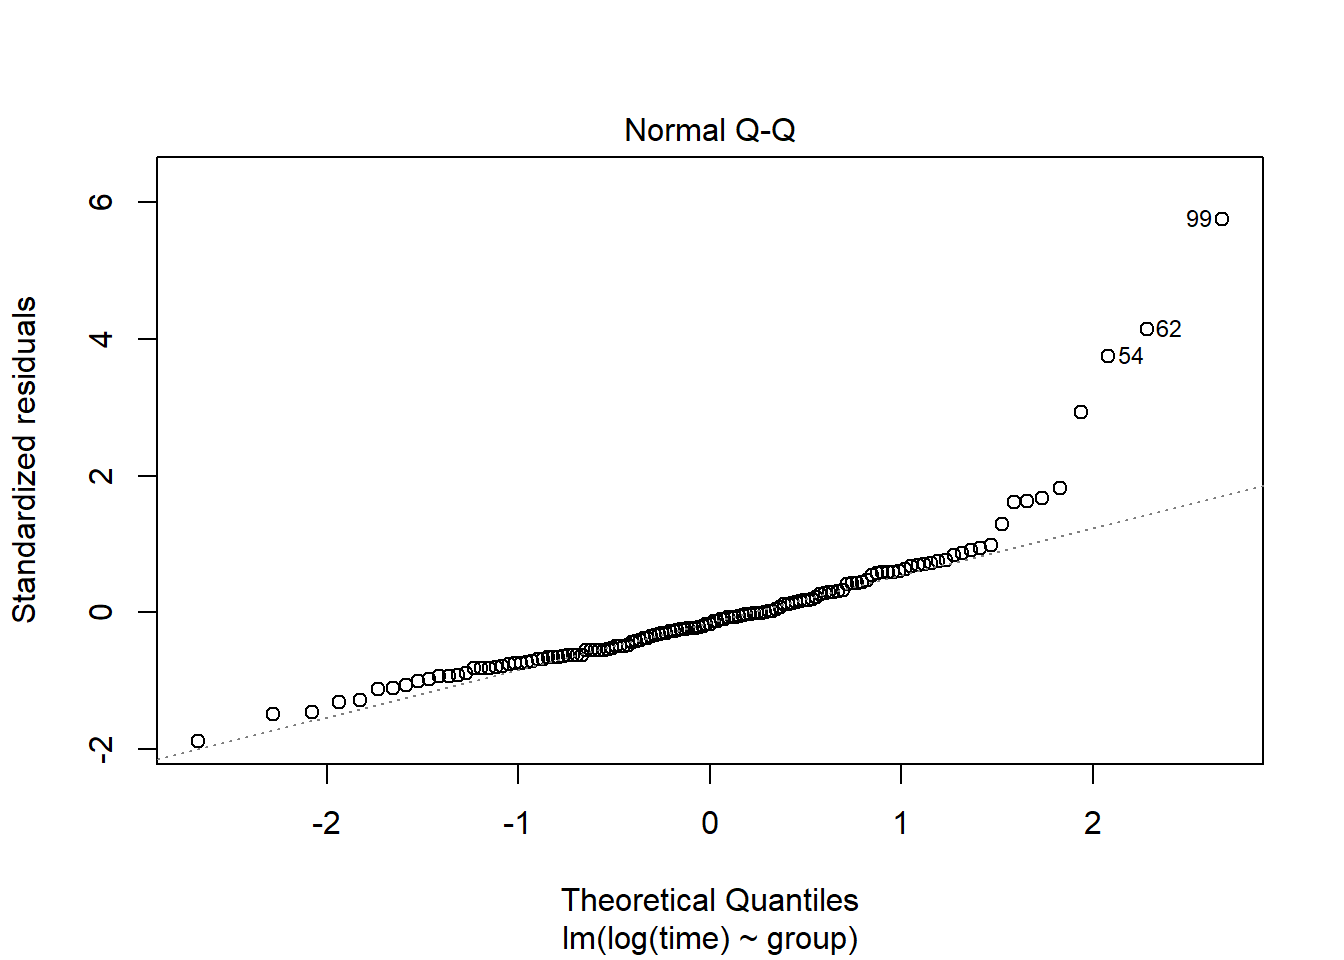 Normal Q-Q
6
4
2
0
-2
Standardized residuals
99
62
54
-2 -1 0 1 2
Theoretical Quantiles
lm(log(time) ~ group)